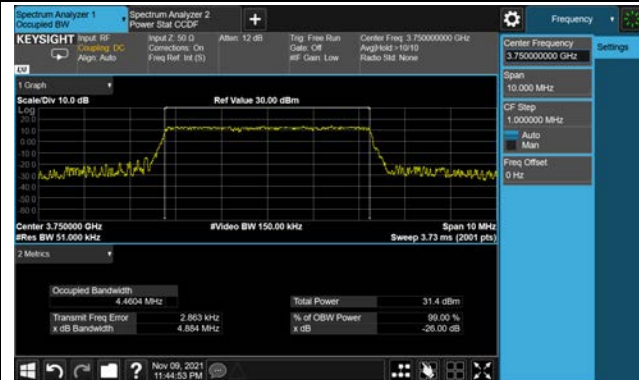 Spectrum Analyzer 1
Occupied BW
Spectrum Analyzer 2
Power Stat CCDF
+
Frequency
KEYSIGHT
Input: RF
Coupling: DC
Align: Auto
Input Z: 50 Ω
Corrections: On
Freq Ref: Int (S)
Atten: 12 dB
Trig: Free Run
Gate: Off
#IF Gain: Low
Center Freq: 3.750000000 GHz
Avg|Hold:>10/10
Radio Std: None
Center Frequency
3.750000000 GHz
Settings
Span
10.000 MHz
CF Step
1.000000 MHz
Auto
Man
Freq Offset
0 Hz
1 Graph
Scale/Div 10.0 dB
Ref Value 30.00 dBm
Log
20.0
10.0
0.00
-10.0
-20.0
-30.0
-40.0
-50.0
-60.0
Center 3.750000 GHz
#Video BW 150.00 kHz
Span 10 MHz
#Res BW 51.000 kHz
Sweep 3.73 ms (2001 pts)
2 Metrics
Occupied Bandwidth
4.4604 MHz
Total Power
31.4 dBm
Transmit Freq Error
2.863 kHz
% of OBW Power
99.00 %
x dB Bandwidth
4.884 MHz
x dB
-26.00 dB
?
Nov 09, 2021
11:44:53 PM